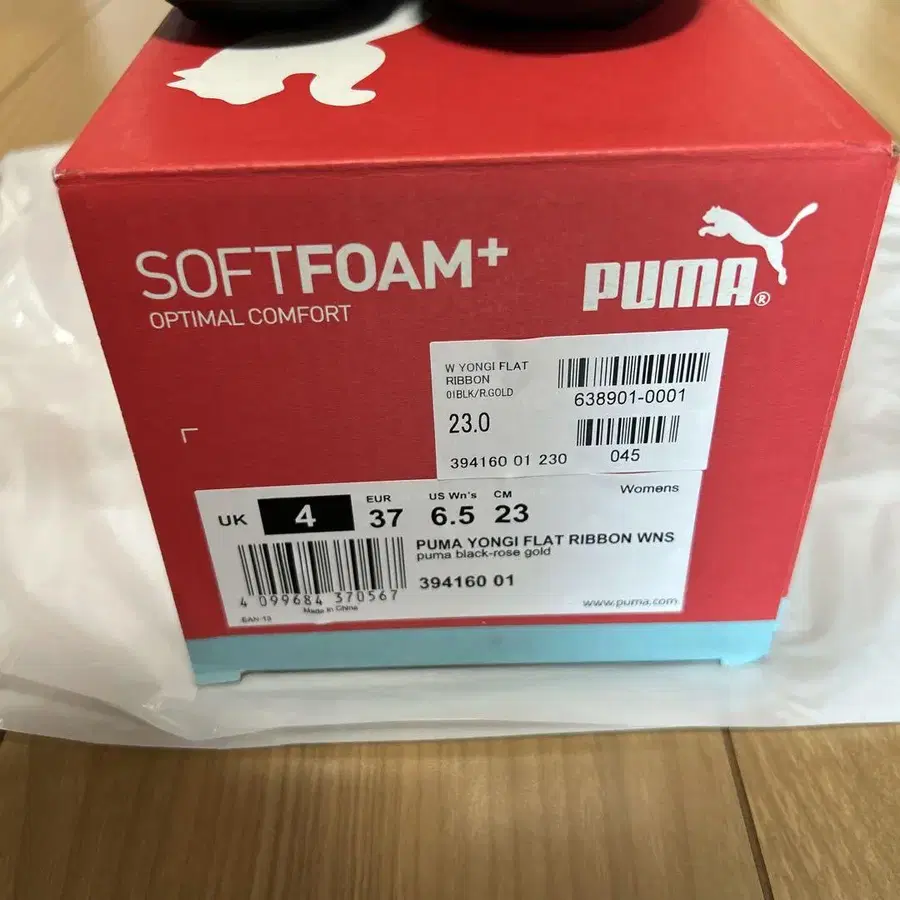 SOFTFOAM+
OPTIMAL COMFORT
PUMA®
W YONGI FLAT
RIBBON
01BLK/R.GOLD
638901-0001
23.0
045
394160 01 230
Womens
UK 4 EUR 37 US Wn's 6.5 CM 23
PUMA YONGI FLAT RIBBON WNS
puma black-rose gold
394160 01
4 099684 370567
Made in China
EAN-13
www.puma.com